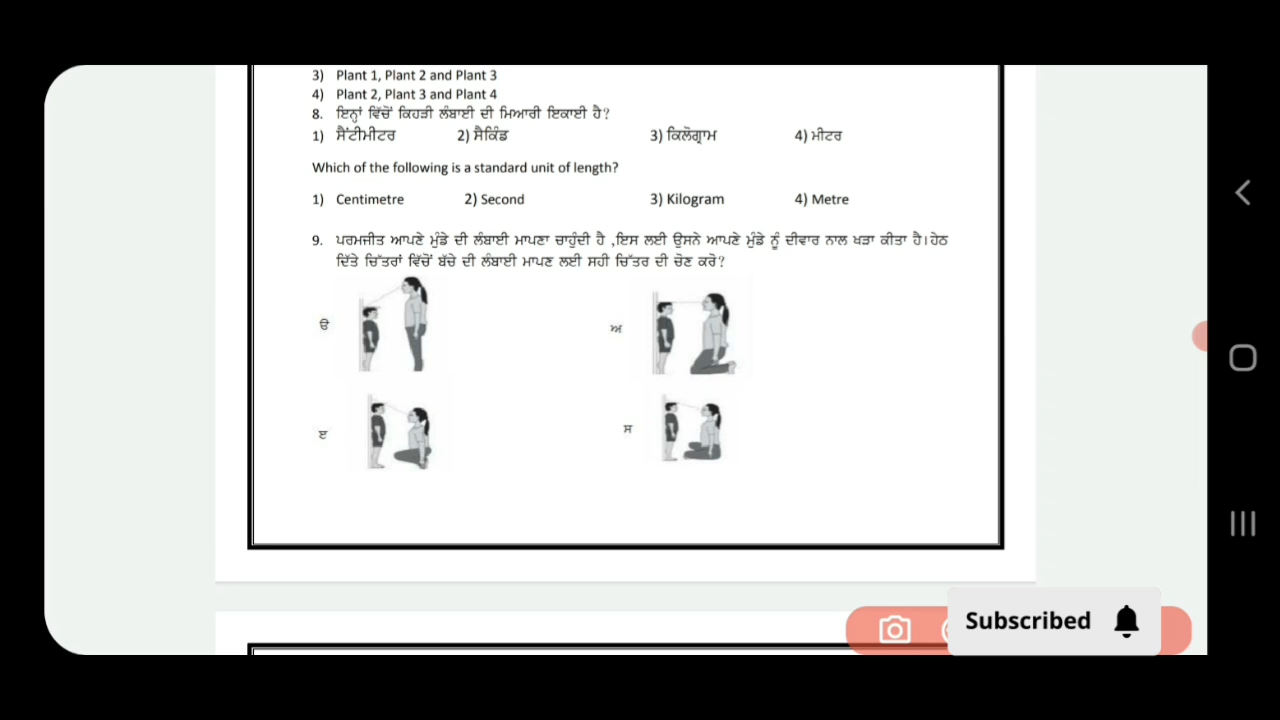 3) Plant 1, Plant 2 and Plant 3
4) Plant 2, Plant 3 and Plant 4
8. ਇਨ੍ਹਾਂ ਵਿੱਚੋਂ ਕਿਹੜੀ ਲੰਬਾਈ ਦੀ ਮਿਆਰੀ ਇਕਾਈ ਹੈ?
1) ਸੈਂਟੀਮੀਟਰ 2) ਸੈਕਿੰਡ 3) ਕਿਲੋਗ੍ਰਾਮ 4) ਮੀਟਰ
Which of the following is a standard unit of length?
1) Centimetre 2) Second 3) Kilogram 4) Metre
9. ਪਰਮਜੀਤ ਆਪਣੇ ਮੁੰਡੇ ਦੀ ਲੰਬਾਈ ਮਾਪਣਾ ਚਾਹੁੰਦੀ ਹੈ ,ਇਸ ਲਈ ਉਸਨੇ ਆਪਣੇ ਮੁੰਡੇ ਨੂੰ ਦੀਵਾਰ ਨਾਲ ਖੜਾ ਕੀਤਾ ਹੈ।ਹੇਠ
ਦਿੱਤੇ ਚਿੱਤਰਾਂ ਵਿੱਚੋਂ ਬੱਚੇ ਦੀ ਲੰਬਾਈ ਮਾਪਣ ਲਈ ਸਹੀ ਚਿੱਤਰ ਦੀ ਚੋਣ ਕਰੋ?
ੳ ਅ
ੲ ਸ
Subscribed